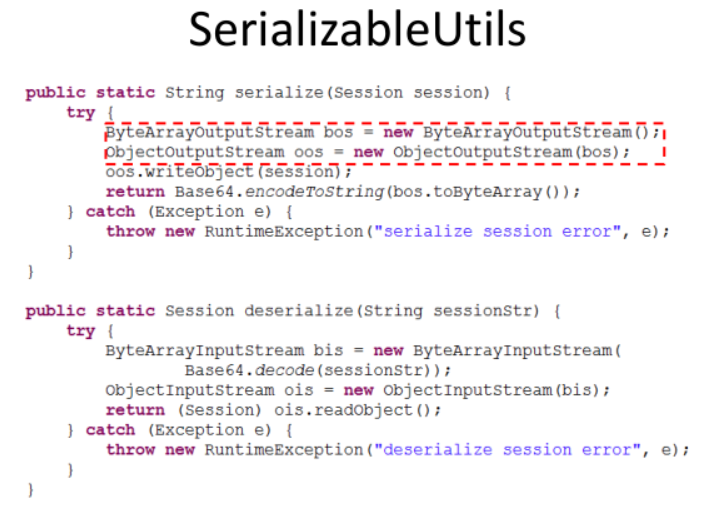 SerializableUtils
public static String serialize(Session session) {
    try {
        ByteArrayOutputStream bos = new ByteArrayOutputStream();
        ObjectOutputStream oos = new ObjectOutputStream(bos);
        oos.writeObject(session);
        return Base64.encodeToString(bos.toByteArray());
    } catch (Exception e) {
        throw new RuntimeException("serialize session error", e);
    }
}
public static Session deserialize(String sessionStr) {
    try {
        ByteArrayInputStream bis = new ByteArrayInputStream(
                Base64.decode(sessionStr));
        ObjectInputStream ois = new ObjectInputStream(bis);
        return (Session) ois.readObject();
    } catch (Exception e) {
        throw new RuntimeException("deserialize session error", e);
    }
}